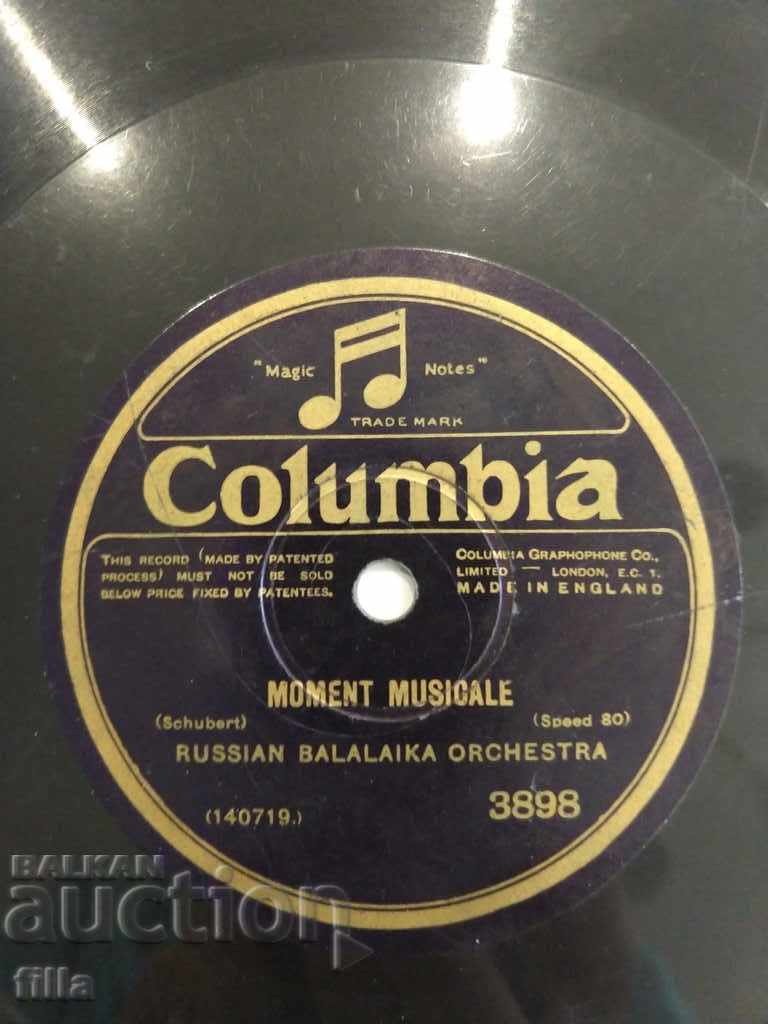 "Magic Notes"
TRADE MARK
Columbia
THIS RECORD (MADE BY PATENTED
PROCESS) MUST NOT BE SOLD
BELOW PRICE FIXED BY PATENTEES.
COLUMBIA GRAPHOPHONE CO.,
LIMITED — LONDON, E.C. 1.
MADE IN ENGLAND
MOMENT MUSICALE
(Schubert) (Speed 80)
RUSSIAN BALALAIKA ORCHESTRA
(140719.) 3898
BALKAN
auction
filla